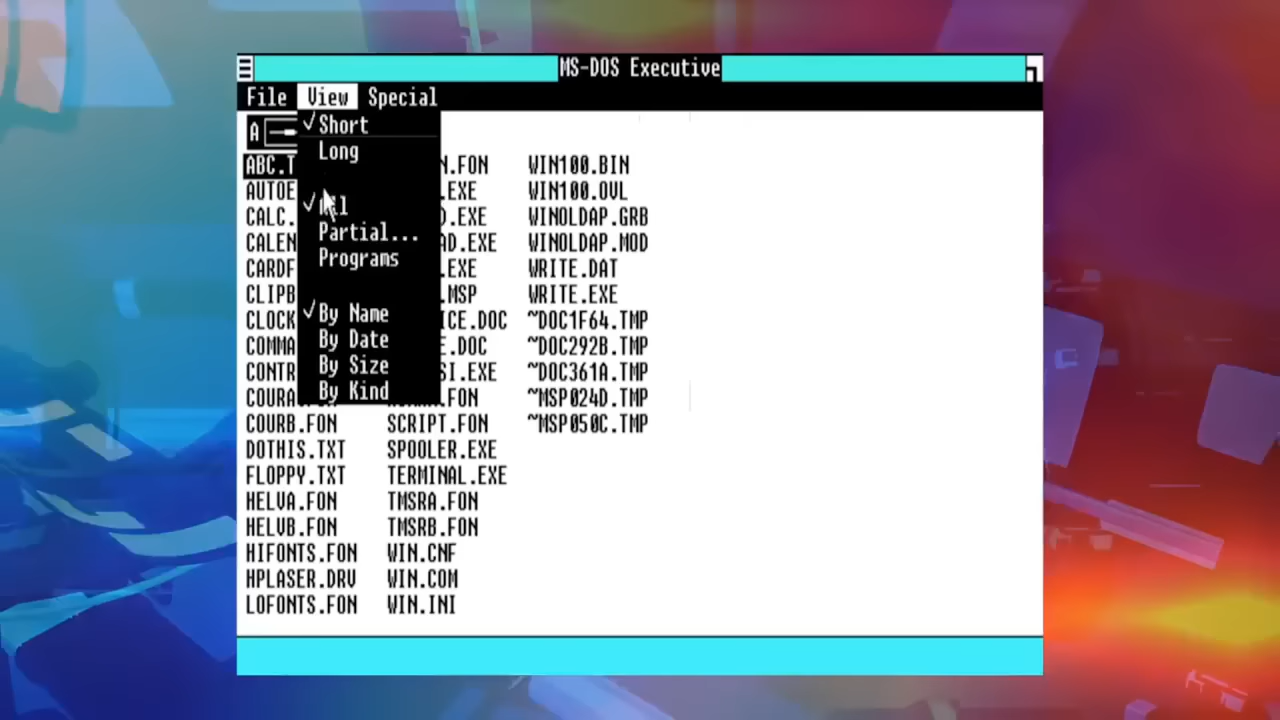 MS-DOS Executive
File View Special
A
✓Short
Long
✓All
Partial...
Programs
✓By Name
By Date
By Size
By Kind
ABC.T
AUTOE
CALC.
CALEN
CARDF
CLIPB
CLOCK
COMMA
CONTR
COURA.FON
COURB.FON
DOTHIS.TXT
FLOPPY.TXT
HELVA.FON
HELVB.FON
HIFONTS.FON
HPLASER.DRV
LOFONTS.FON
N.FON
.EXE
D.EXE
AD.EXE
.EXE
.MSP
ICE.DOC
E.DOC
SI.EXE
.FON
SCRIPT.FON
SPOOLER.EXE
TERMINAL.EXE
TMSRA.FON
TMSRB.FON
WIN.CNF
WIN.COM
WIN.INI
WIN100.BIN
WIN100.OVL
WINOLDAP.GRB
WINOLDAP.MOD
WRITE.DAT
WRITE.EXE
~DOC1F64.TMP
~DOC292B.TMP
~DOC361A.TMP
~MSP024D.TMP
~MSP050C.TMP